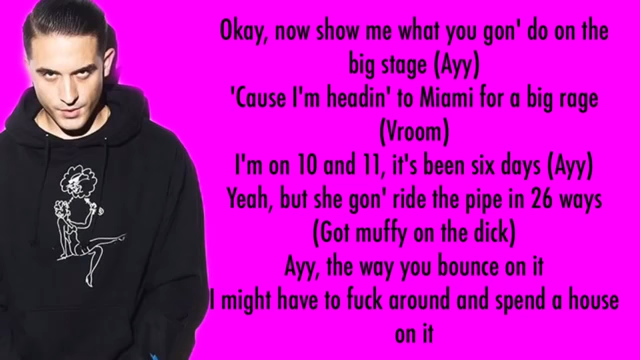 Okay, now show me what you gon' do on the
big stage (Ayy)
'Cause I'm headin' to Miami for a big rage
(Vroom)
I'm on 10 and 11, it's been six days (Ayy)
Yeah, but she gon' ride the pipe in 26 ways
(Got muffy on the dick)
Ayy, the way you bounce on it
I might have to fuck around and spend a house
on it